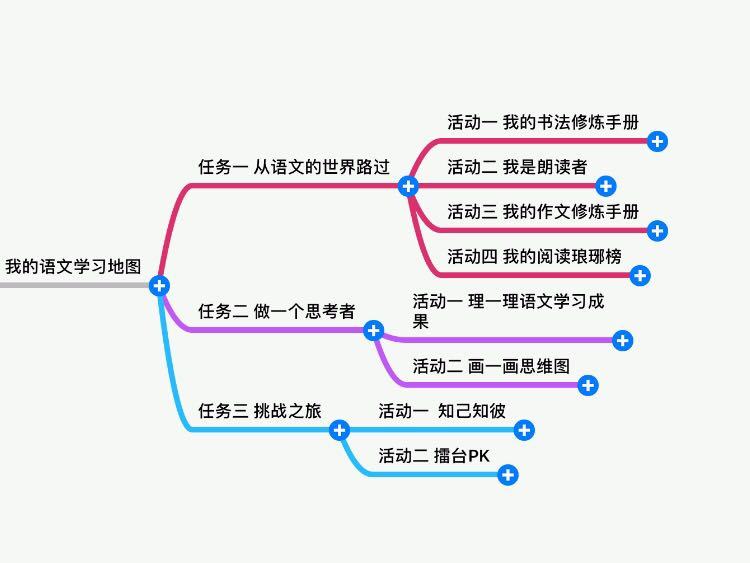 我的语文学习地图
任务一 从语文的世界路过
活动一 我的书法修炼手册
活动二 我是朗读者
活动三 我的作文修炼手册
活动四 我的阅读琅琊榜
任务二 做一个思考者
活动一 理一理语文学习成
果
活动二 画一画思维图
任务三 挑战之旅
活动一 知己知彼
活动二 擂台PK